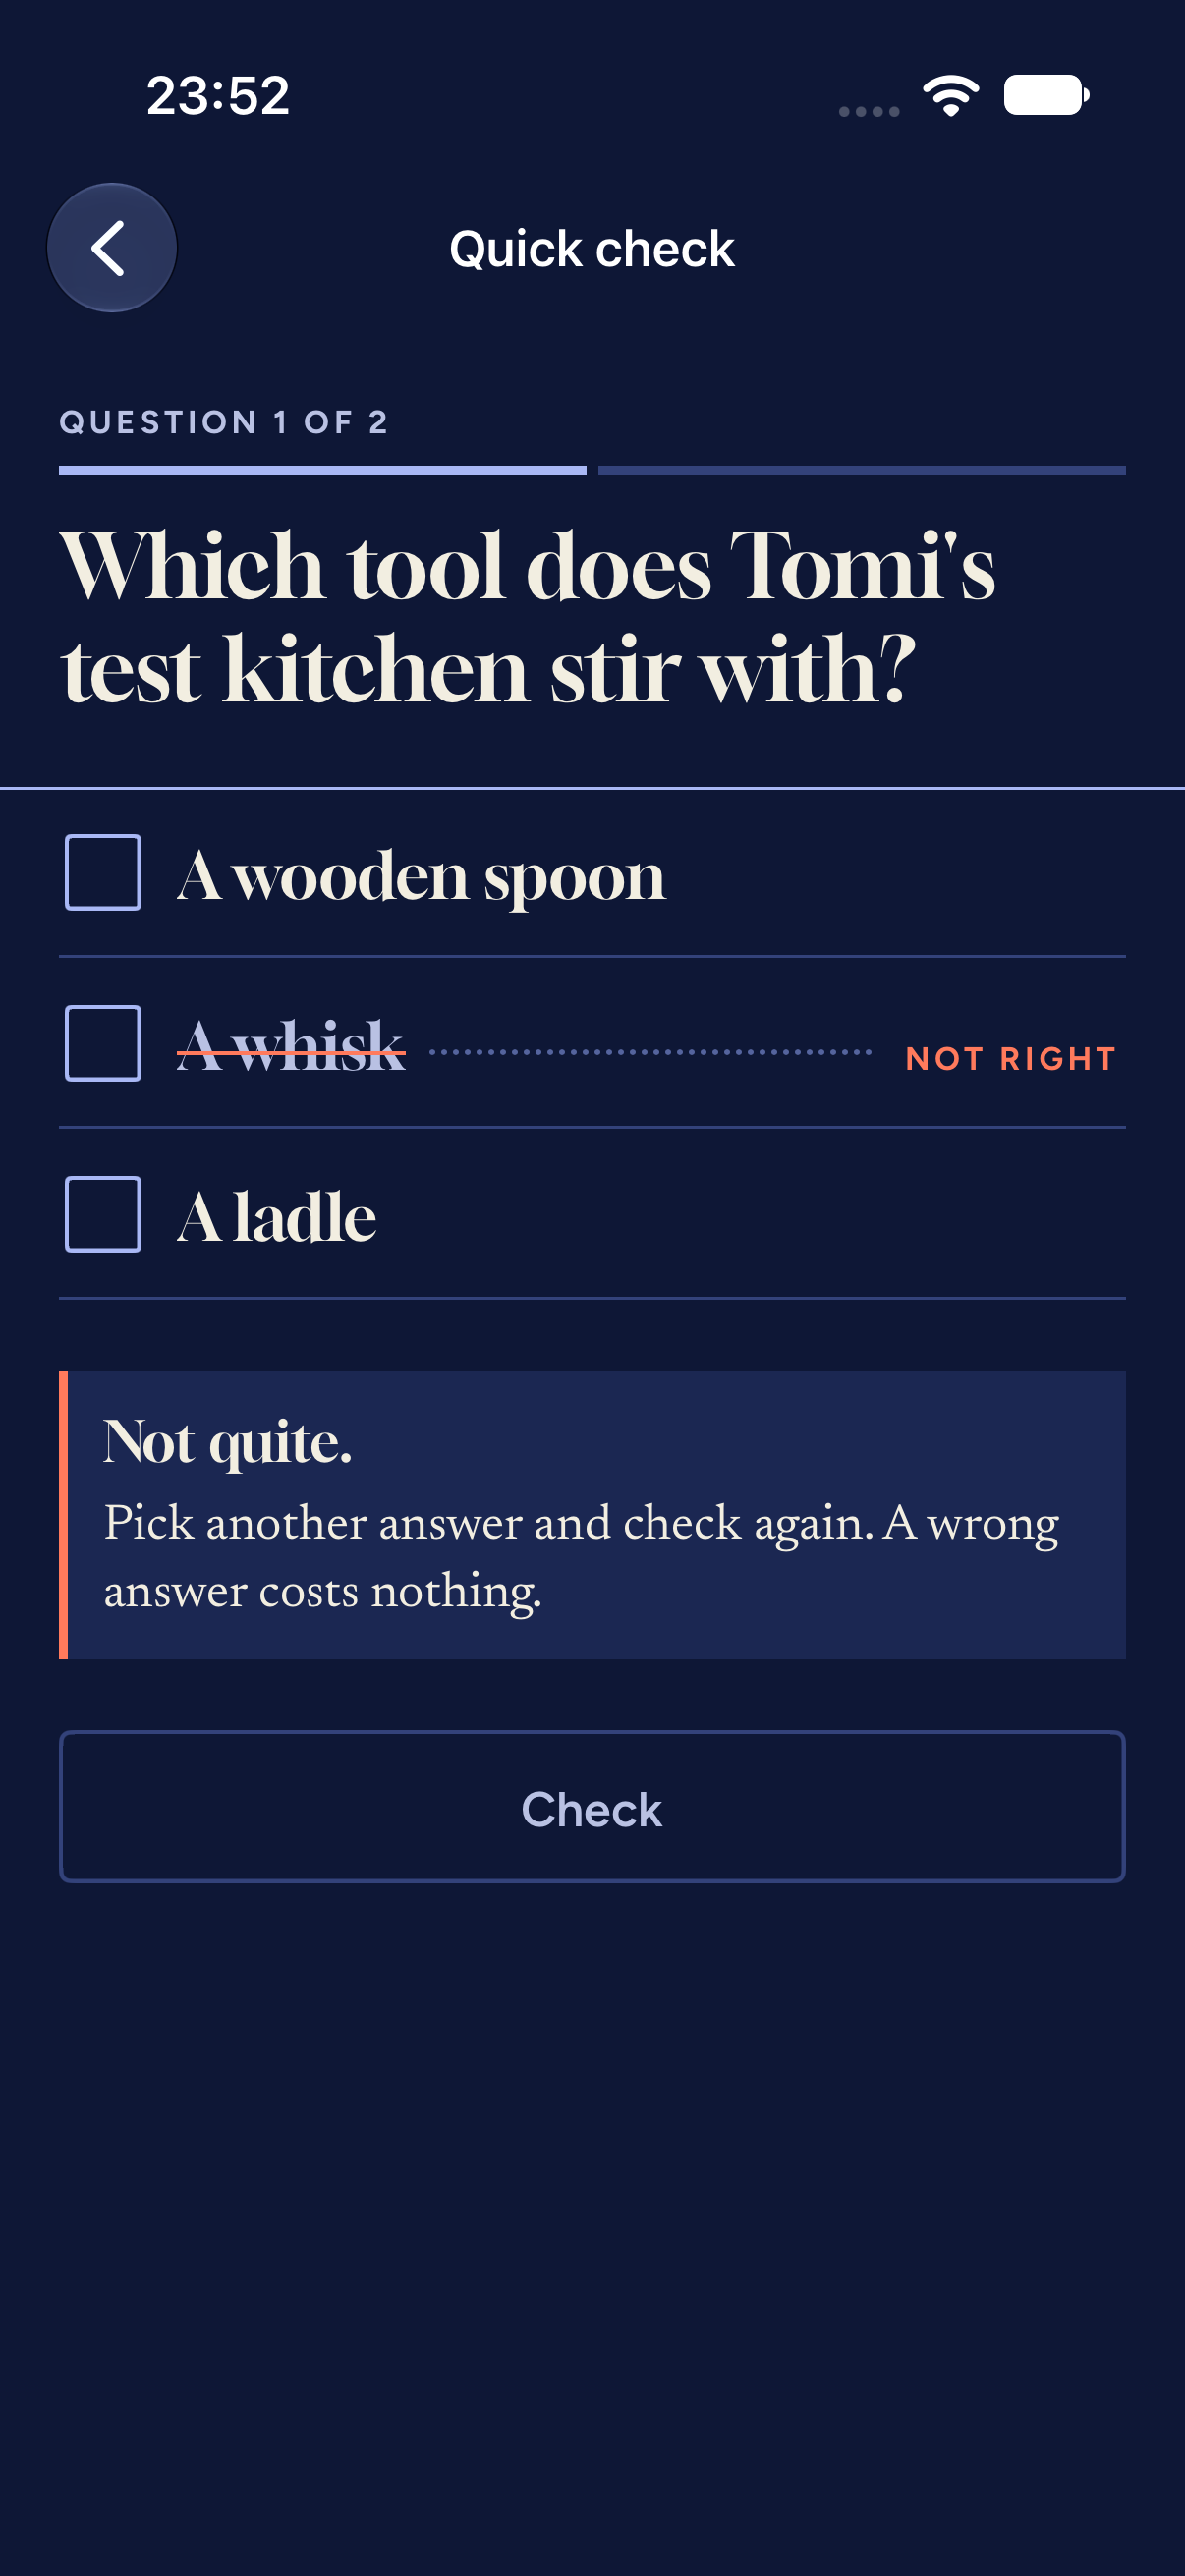 23:52
Quick check
QUESTION 1 OF 2
Which tool does Tomi's
test kitchen stir with?
A wooden spoon
A whisk NOT RIGHT
A ladle
Not quite.
Pick another answer and check again. A wrong
answer costs nothing.
Check